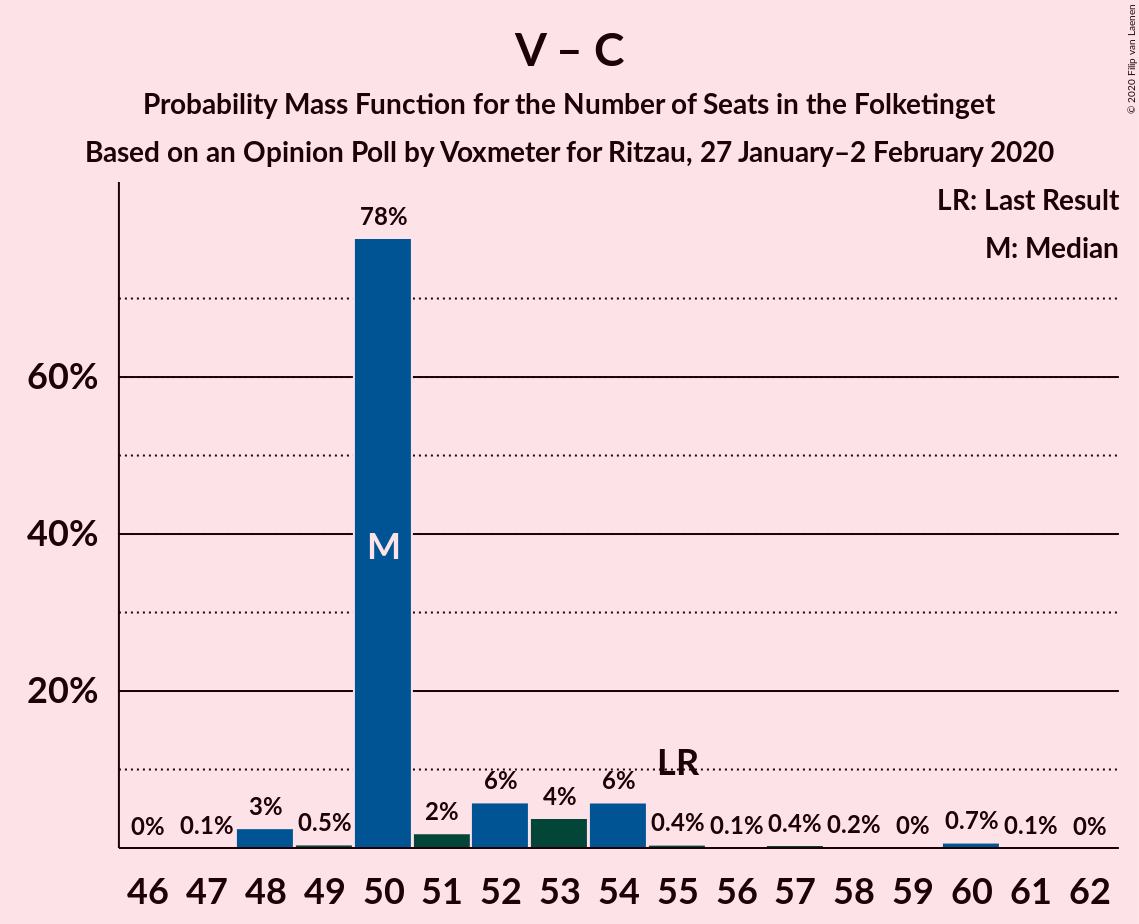 V – C
Probability Mass Function for the Number of Seats in the Folketinget
Based on an Opinion Poll by Voxmeter for Ritzau, 27 January–2 February 2020
© 2020 Filip van Laenen
LR: Last Result
M: Median
78%
60%
40%
20%
M
LR
0% 0.1% 3% 0.5% 2% 6% 4% 6% 0.4% 0.1% 0.4% 0.2% 0% 0.7% 0.1% 0%
46 47 48 49 50 51 52 53 54 55 56 57 58 59 60 61 62